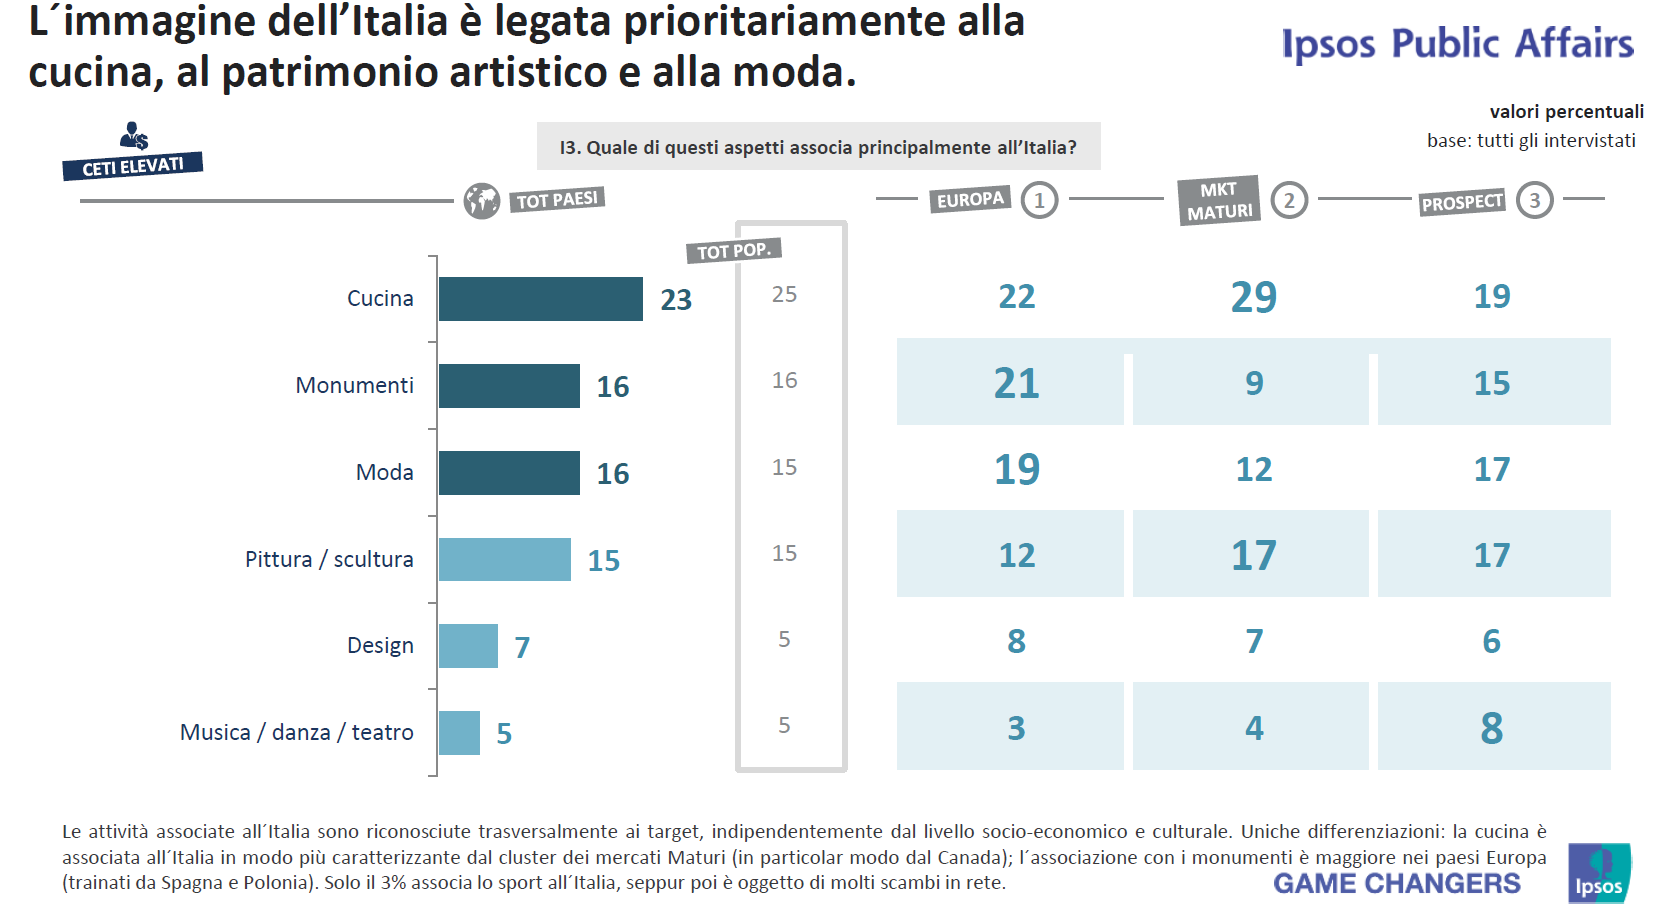 L´immagine dell’Italia è legata prioritariamente alla
cucina, al patrimonio artistico e alla moda.
Ipsos Public Affairs
valori percentuali
base: tutti gli intervistati
CETI ELEVATI
I3. Quale di questi aspetti associa principalmente all’Italia?
TOT PAESI
EUROPA 1
MKT
MATURI 2
PROSPECT 3
TOT POP.
Cucina 23 25 22 29 19
Monumenti 16 16 21 9 15
Moda 16 15 19 12 17
Pittura / scultura 15 15 12 17 17
Design 7 5 8 7 6
Musica / danza / teatro 5 5 3 4 8
Le attività associate all´Italia sono riconosciute trasversalmente ai target, indipendentemente dal livello socio-economico e culturale. Uniche differenziazioni: la cucina è
associata all´Italia in modo più caratterizzante dal cluster dei mercati Maturi (in particolar modo dal Canada); l´associazione con i monumenti è maggiore nei paesi Europa
(trainati da Spagna e Polonia). Solo il 3% associa lo sport all´Italia, seppur poi è oggetto di molti scambi in rete.
GAME CHANGERS
Ipsos